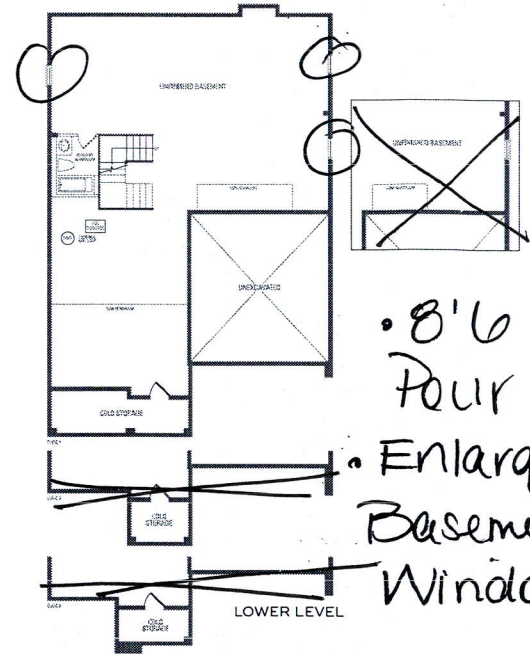 UNFINISHED BASEMENT
UNFINISHED BASEMENT
UNEXCAVATED
COLD STORAGE
COLD
STORAGE
COLD
STORAGE
LOWER LEVEL
• 8'6
Pour
• Enlarg
Baseme
Windo